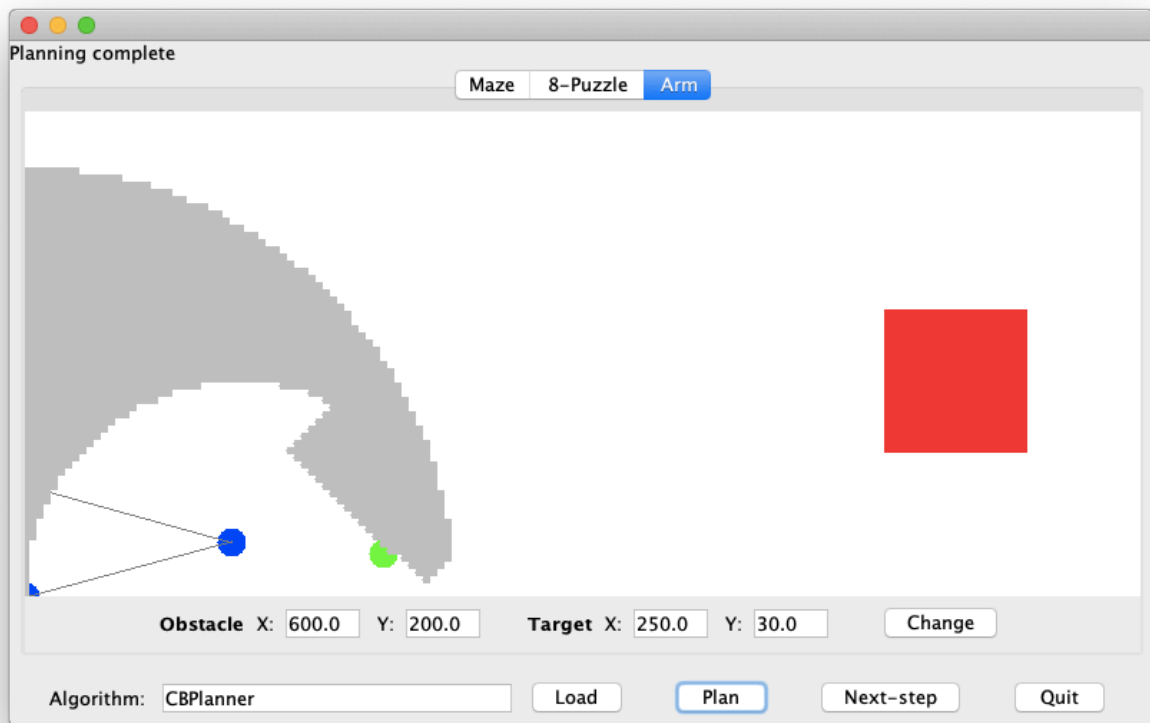 Planning complete
Maze 8-Puzzle Arm
Obstacle X: 600.0 Y: 200.0 Target X: 250.0 Y: 30.0 Change
Algorithm: CBPlanner Load Plan Next-step Quit